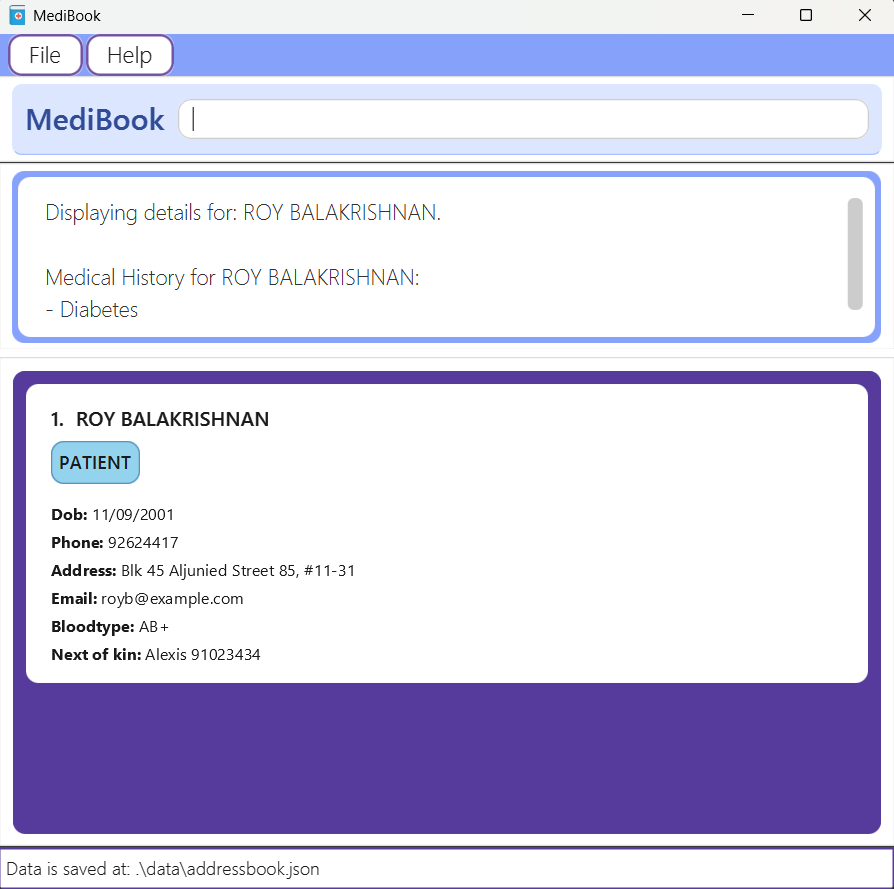 MediBook
File Help
MediBook
Displaying details for: ROY BALAKRISHNAN.
Medical History for ROY BALAKRISHNAN:
- Diabetes
1. ROY BALAKRISHNAN
PATIENT
Dob: 11/09/2001
Phone: 92624417
Address: Blk 45 Aljunied Street 85, #11-31
Email: royb@example.com
Bloodtype: AB+
Next of kin: Alexis 91023434
Data is saved at: .\data\addressbook.json